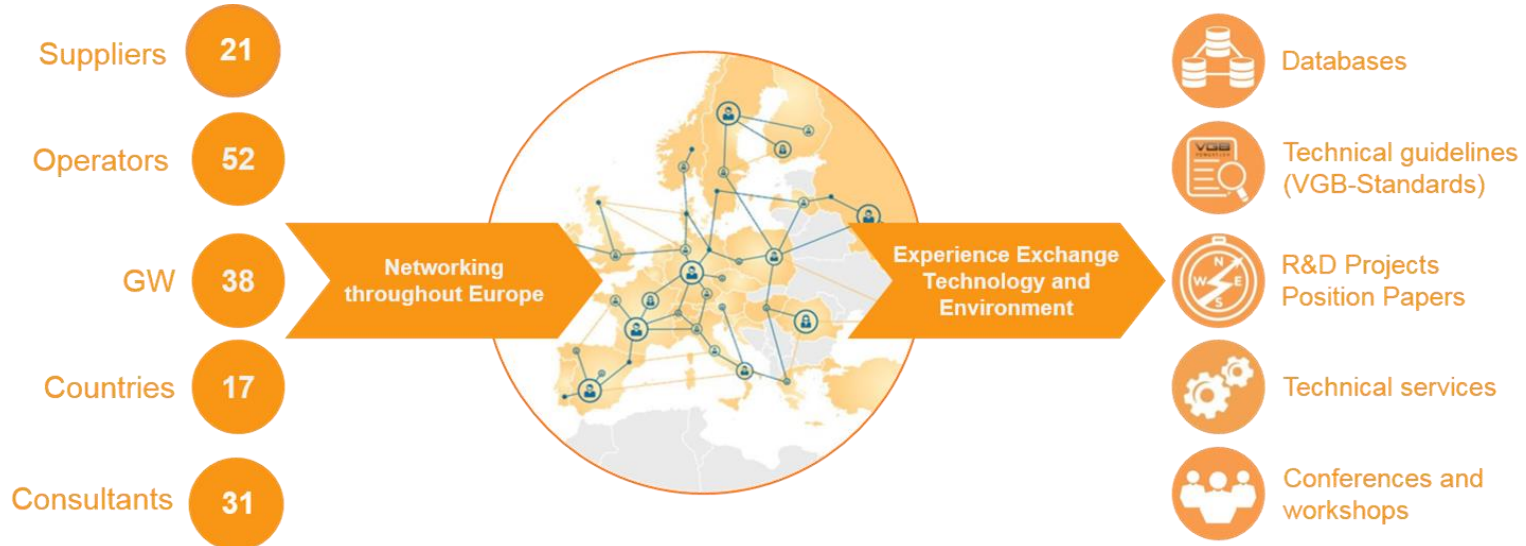 Suppliers
21
Operators
52
GW
38
Countries
17
Consultants
31
Networking
throughout Europe
Experience Exchange
Technology and
Environment
Databases
VGB
Technical guidelines
(VGB-Standards)
N
W E
S
R&D Projects
Position Papers
Technical services
Conferences and
workshops